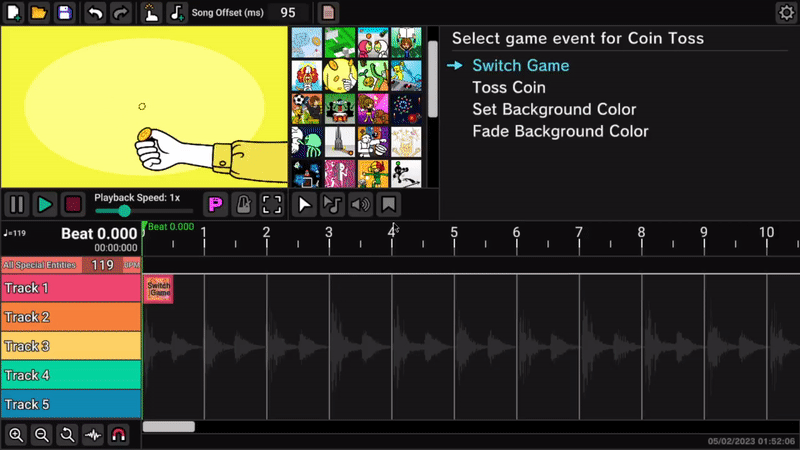 Song Offset (ms) 95
Select game event for Coin Toss
Switch Game
Toss Coin
Set Background Color
Fade Background Color
Playback Speed: 1x
P
♩=119 Beat 0.000
00:00:000
Beat 0.000
1 2 3 4 5 6 7 8 9 10
All Special Entities 119 BPM
Track 1
Switch
Game
Track 2
Track 3
Track 4
Track 5
05/02/2023 01:52:06